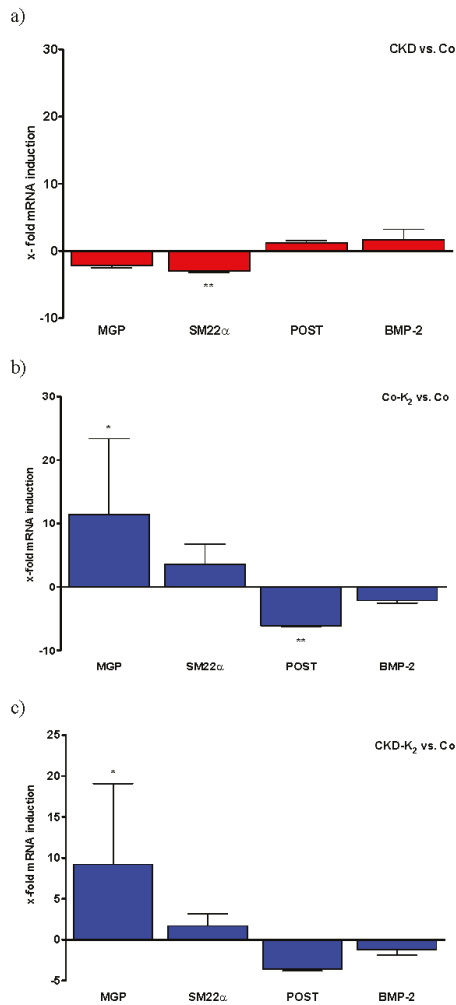 a)
CKD vs. Co
x- fold mRNA induction
30
20
10
0
-10
**
MGP SM22α POST BMP-2
b)
Co-K2 vs. Co
x-fold mRNA induction
30
20
10
0
-10
*
**
MGP SM22α POST BMP-2
c)
CKD-K2 vs. Co
x-fold mRNA induction
25
20
15
10
5
0
-5
*
MGP SM22α POST BMP-2